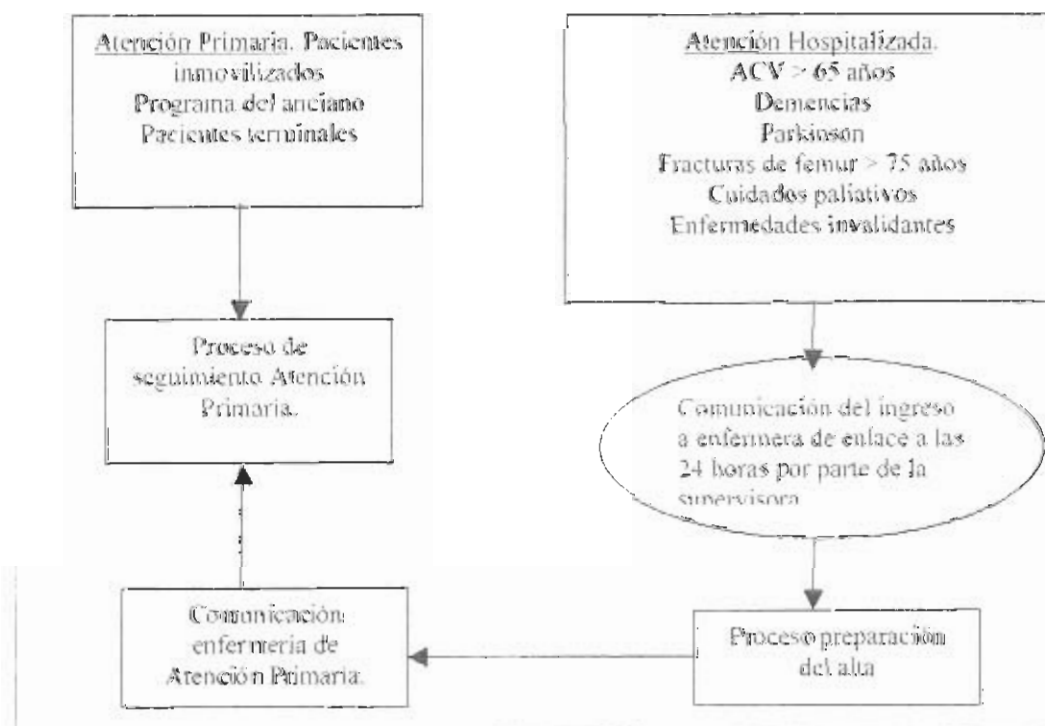 Atención Primaria. Pacientes
inmovilizados
Programa del anciano
Pacientes terminales
Atención Hospitalizada.
ACV > 65 años
Demencias
Parkinson
Fracturas de femur > 75 años
Cuidados paliativos
Enfermedades invalidantes
Proceso de
seguimiento Atención
Primaria.
Comunicación del ingreso
a enfermera de enlace a las
24 horas por parte de la
supervisora
Comunicación
enfermeria de
Atención Primaria.
Proceso preparación
del alta